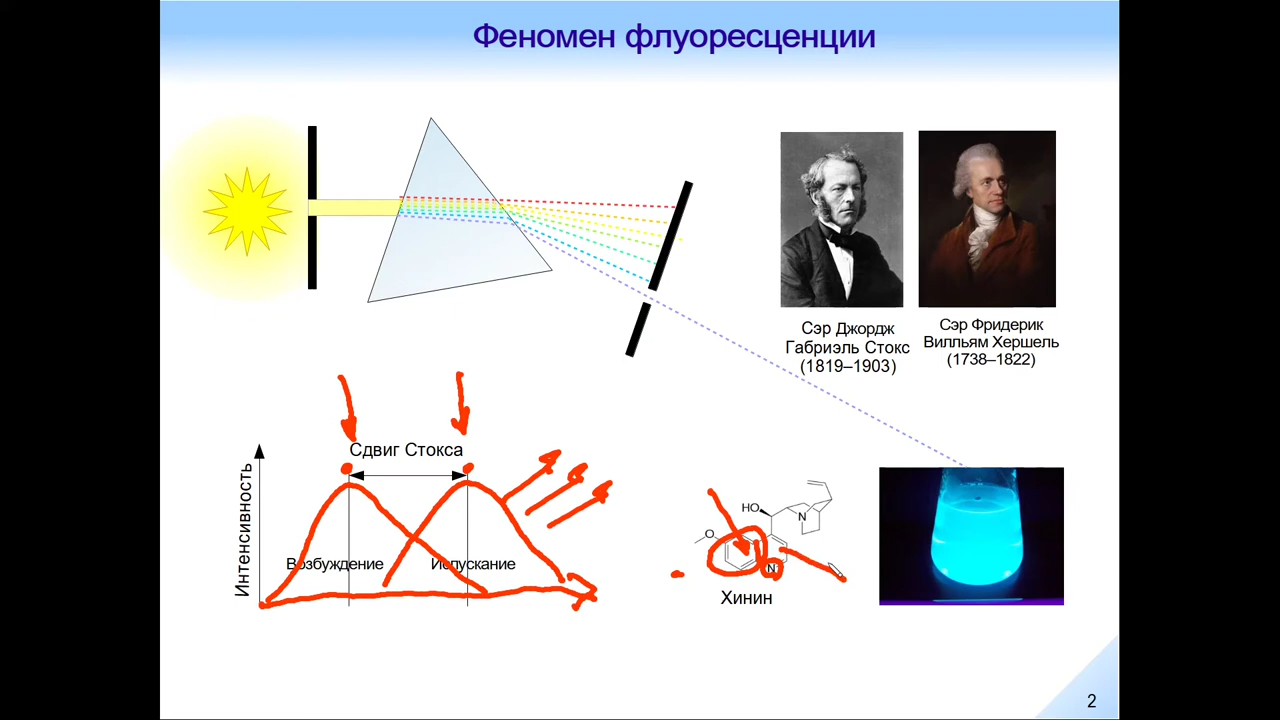 Феномен флуоресценции
Сэр Джордж
Габриэль Стокс
(1819–1903)
Сэр Фридерик
Вилльям Хершель
(1738–1822)
Сдвиг Стокса
Интенсивность
Возбуждение
Испускание
HO
N
O
N
Хинин
2